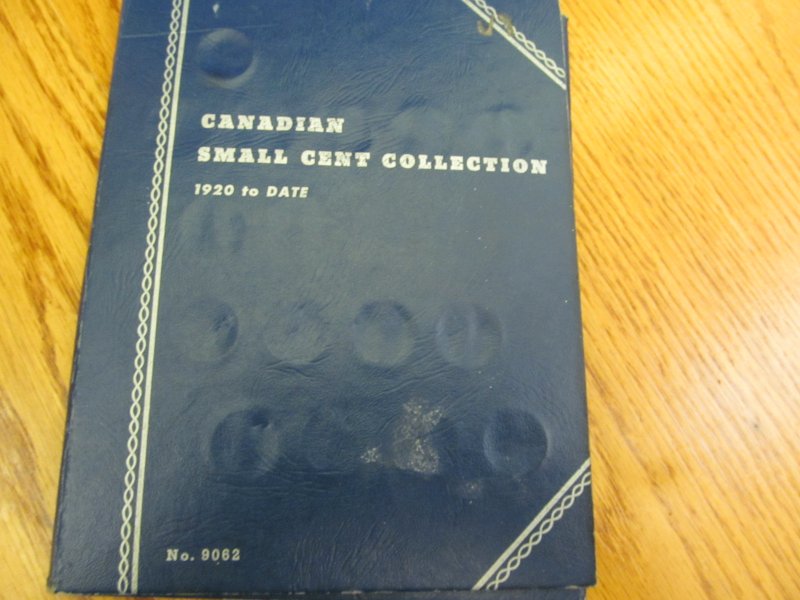 CANADIAN
SMALL CENT COLLECTION
1920 to DATE
No. 9062